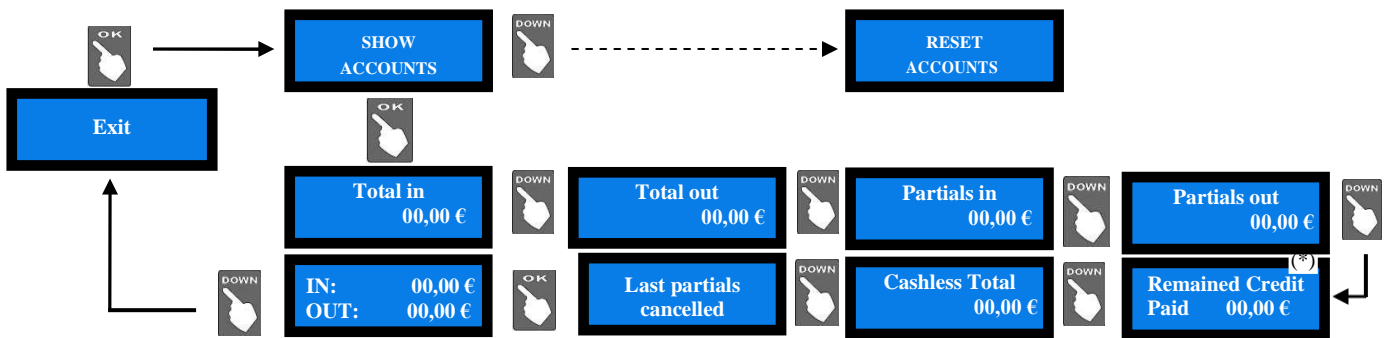 OK
SHOW
ACCOUNTS
DOWN
RESET
ACCOUNTS
Exit
OK
Total in
00,00 €
DOWN
Total out
00,00 €
DOWN
Partials in
00,00 €
DOWN
Partials out
00,00 €
DOWN
DOWN
IN: 00,00 €
OUT: 00,00 €
OK
Last partials
cancelled
DOWN
Cashless Total
00,00 €
DOWN
(*)
Remained Credit
Paid 00,00 €